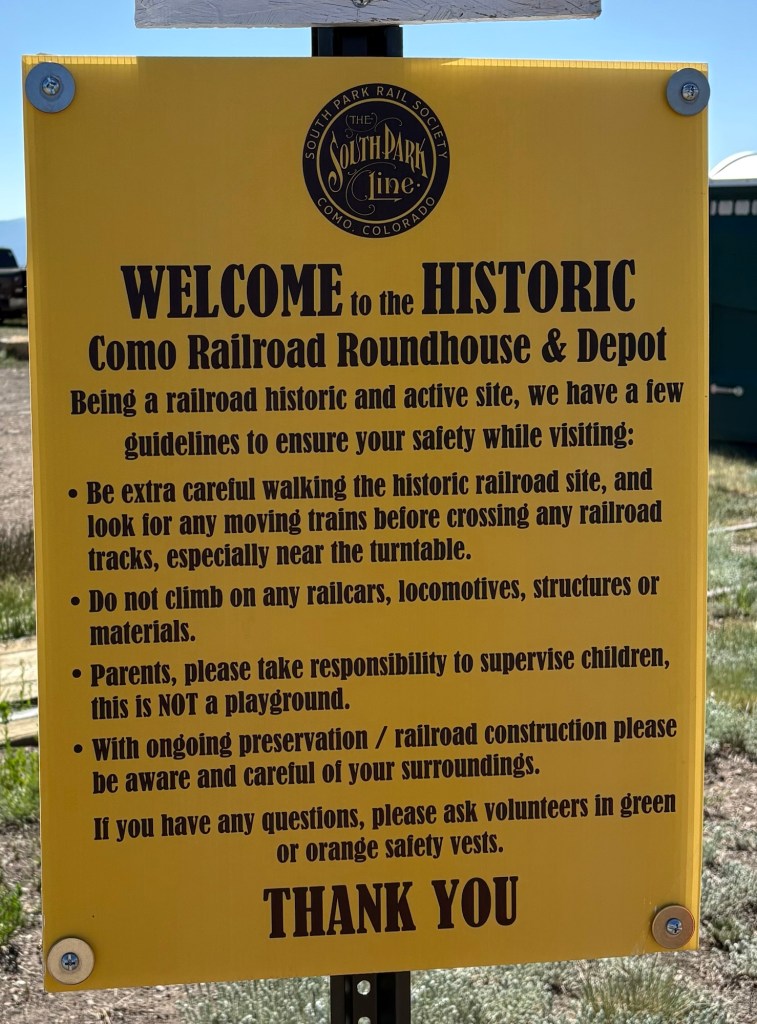 SOUTH PARK RAIL SOCIETY
THE
SOUTH PARK
Line
COMO, COLORADO
WELCOME to the HISTORIC
Como Railroad Roundhouse & Depot
Being a railroad historic and active site, we have a few
guidelines to ensure your safety while visiting:
• Be extra careful walking the historic railroad site, and
look for any moving trains before crossing any railroad
tracks, especially near the turntable.
• Do not climb on any railcars, locomotives, structures or
materials.
• Parents, please take responsibility to supervise children,
this is NOT a playground.
• With ongoing preservation / railroad construction please
be aware and careful of your surroundings.
If you have any questions, please ask volunteers in green
or orange safety vests.
THANK YOU